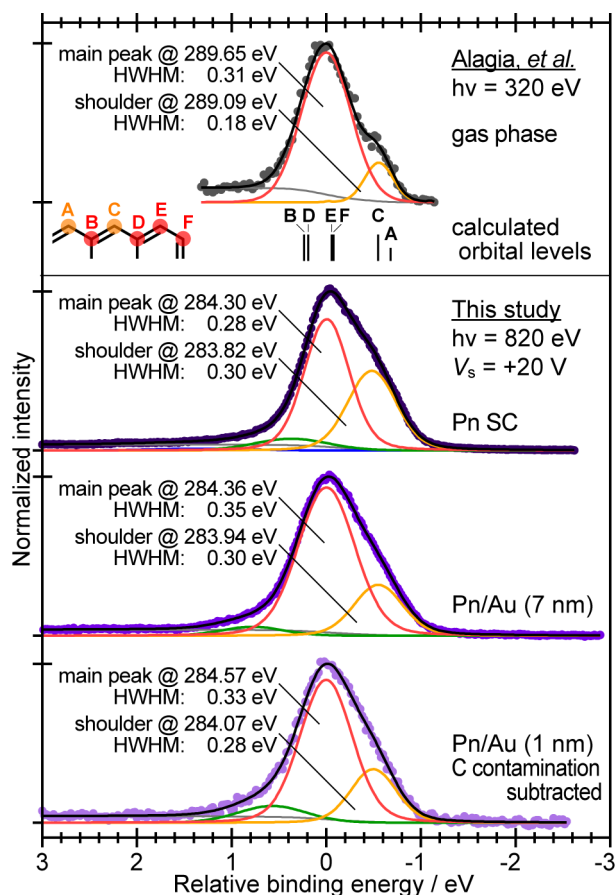 main peak @ 289.65 eV
HWHM: 0.31 eV
shoulder @ 289.09 eV
HWHM: 0.18 eV
Alagia, et al.
hν = 320 eV
gas phase
A C E
B D F
B D E F C A
calculated
orbital levels
main peak @ 284.30 eV
HWHM: 0.28 eV
shoulder @ 283.82 eV
HWHM: 0.30 eV
This study
hν = 820 eV
Vs = +20 V
Pn SC
Normalized intensity
main peak @ 284.36 eV
HWHM: 0.35 eV
shoulder @ 283.94 eV
HWHM: 0.30 eV
Pn/Au (7 nm)
main peak @ 284.57 eV
HWHM: 0.33 eV
shoulder @ 284.07 eV
HWHM: 0.28 eV
Pn/Au (1 nm)
C contamination
subtracted
3 2 1 0 -1 -2 -3
Relative binding energy / eV